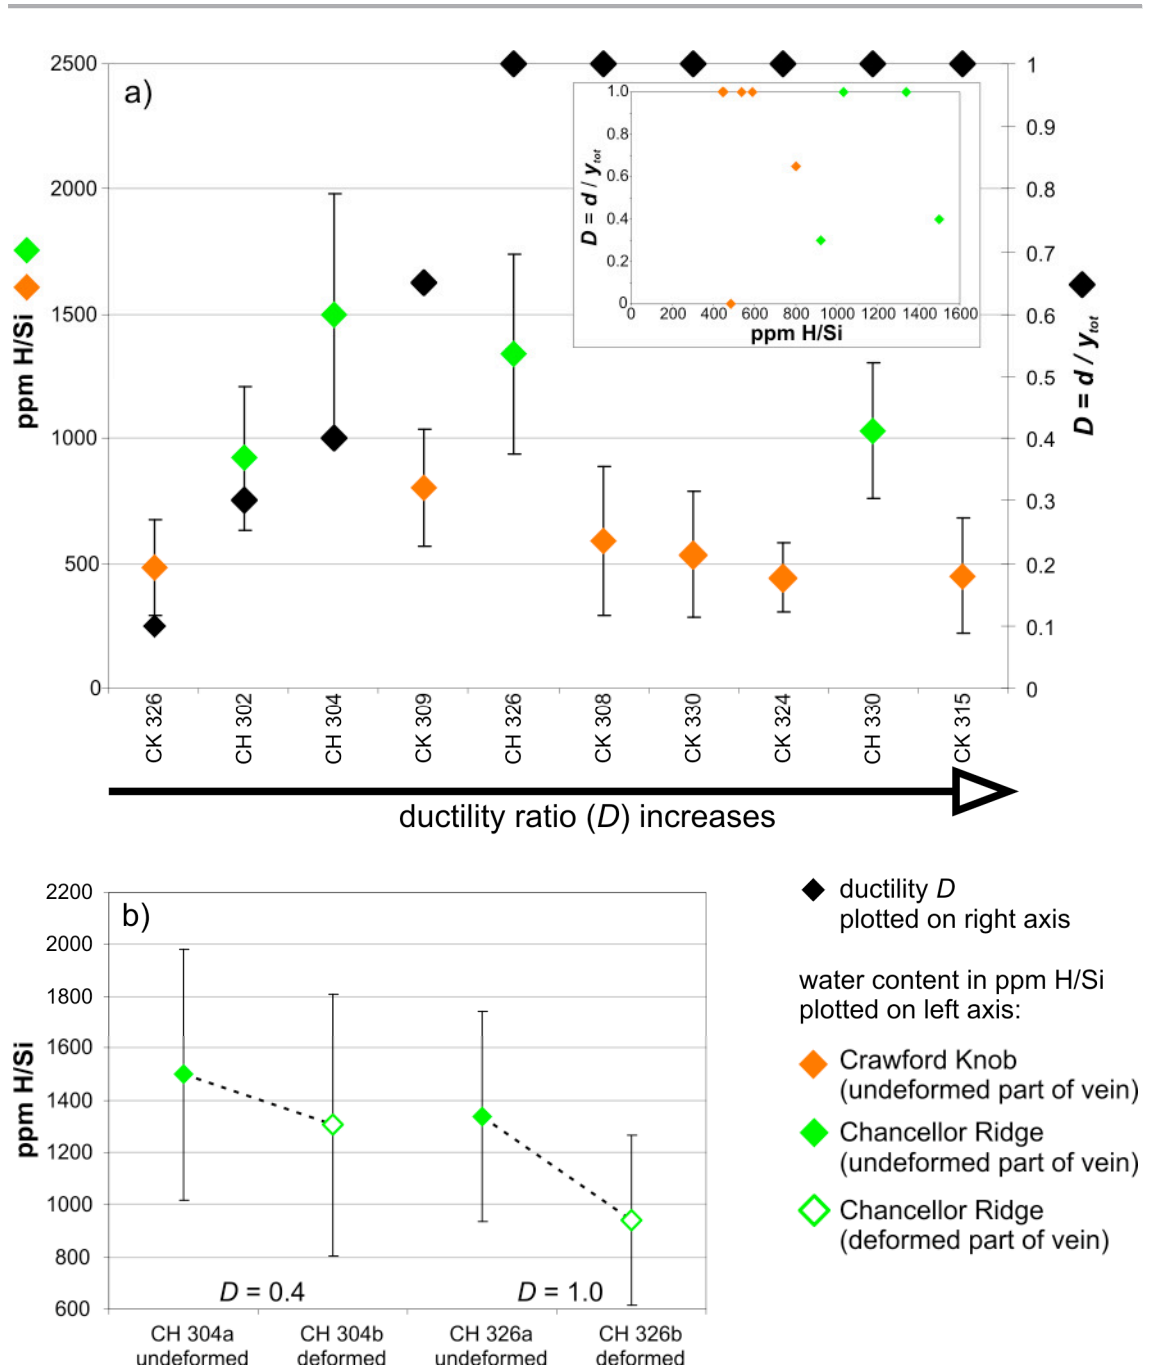 a)
2500
2000
1500
1000
500
0
ppm H/Si
1
0.9
0.8
0.7
0.6
0.5
0.4
0.3
0.2
0.1
0
D = d / ytot
1.0
0.8
0.6
0.4
0.2
0
D = d / ytot
0 200 400 600 800 1000 1200 1400 1600
ppm H/Si
CK 326
CH 302
CH 304
CK 309
CH 326
CK 308
CK 330
CK 324
CH 330
CK 315
ductility ratio (D) increases
b)
2200
2000
1800
1600
1400
1200
1000
800
600
ppm H/Si
D = 0.4 D = 1.0
CH 304a CH 304b CH 326a CH 326b
undeformed deformed undeformed deformed
ductility D
plotted on right axis
water content in ppm H/Si
plotted on left axis:
Crawford Knob
(undeformed part of vein)
Chancellor Ridge
(undeformed part of vein)
Chancellor Ridge
(deformed part of vein)